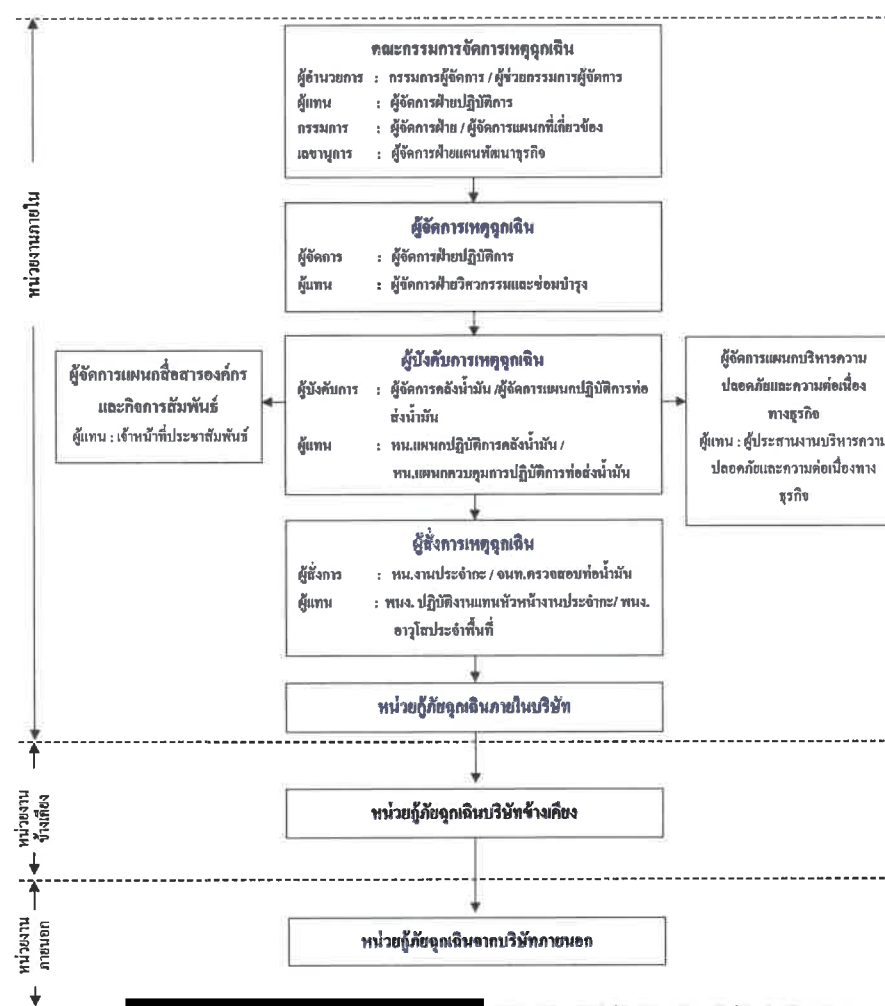 คณะกรรมการจัดการเหตุฉุกเฉิน
ผู้อำนวยการ : กรรมการผู้จัดการ / ผู้ช่วยกรรมการผู้จัดการ
ผู้แทน : ผู้จัดการฝ่ายปฏิบัติการ
กรรมการ : ผู้จัดการฝ่าย / ผู้จัดการแผนกที่เกี่ยวข้อง
เลขานุการ : ผู้จัดการฝ่ายแผนพัฒนาธุรกิจ
หน่วยงานภายใน
ผู้จัดการเหตุฉุกเฉิน
ผู้จัดการ : ผู้จัดการฝ่ายปฏิบัติการ
ผู้แทน : ผู้จัดการฝ่ายวิศวกรรมและซ่อมบำรุง
ผู้จัดการแผนกสื่อสารองค์กร
และกิจการสัมพันธ์
ผู้แทน : เจ้าหน้าที่ประชาสัมพันธ์
ผู้บังคับการเหตุฉุกเฉิน
ผู้บังคับการ : ผู้จัดการคลังน้ำมัน /ผู้จัดการแผนกปฏิบัติการท่อ
ส่งน้ำมัน
ผู้แทน : หน.แผนกปฏิบัติการคลังน้ำมัน /
หน.แผนกควบคุมการปฏิบัติการท่อส่งน้ำมัน
ผู้จัดการแผนกบริหารความ
ปลอดภัยและความต่อเนื่อง
ทางธุรกิจ
ผู้แทน : ผู้ประสานงานบริหารความ
ปลอดภัยและความต่อเนื่องทาง
ธุรกิจ
ผู้สั่งการเหตุฉุกเฉิน
ผู้สั่งการ : หน.งานประจำกะ / จนท.ตรวจสอบท่อน้ำมัน
ผู้แทน : พนง. ปฏิบัติงานแทนหัวหน้างานประจำกะ/ พนง.
อาวุโสประจำพื้นที่
หน่วยกู้ภัยฉุกเฉินภายในบริษัท
หน่วยงาน
ข้างเคียง
หน่วยกู้ภัยฉุกเฉินบริษัทข้างเคียง
หน่วยงาน
ภายนอก
หน่วยกู้ภัยฉุกเฉินจากบริษัทภายนอก